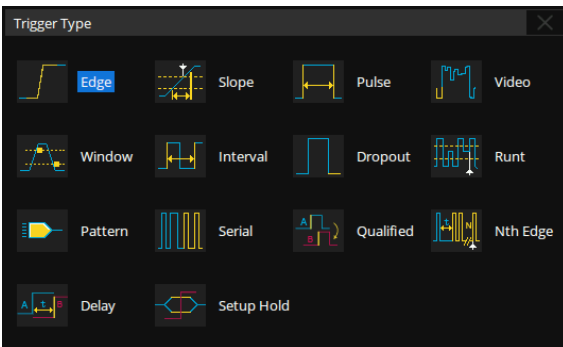 Trigger Type
Edge Slope Pulse Video
Window Interval Dropout Runt
Pattern Serial A B Qualified t N Nth Edge
A t B Delay Setup Hold